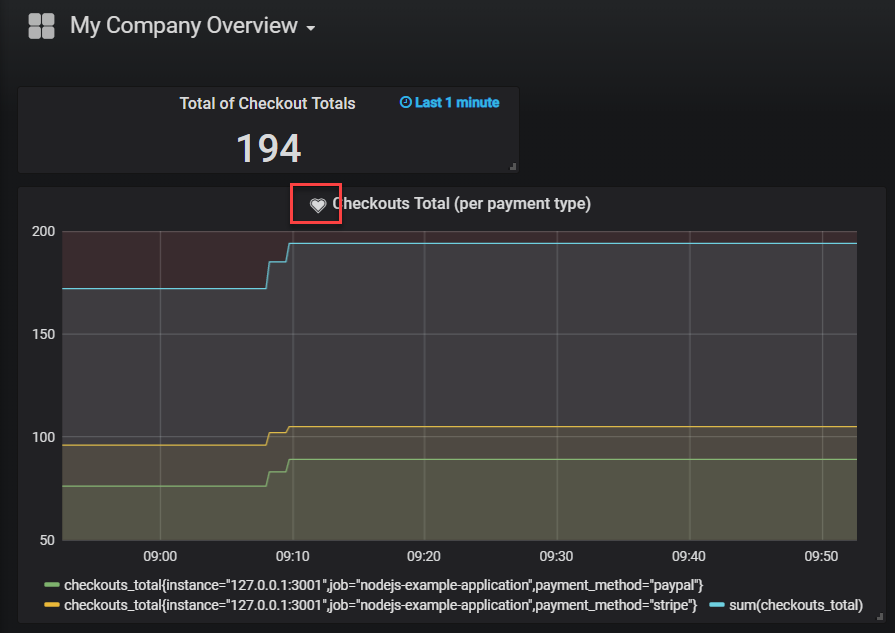 My Company Overview
Total of Checkout Totals
Last 1 minute
194
Checkouts Total (per payment type)
200
150
100
50
09:00 09:10 09:20 09:30 09:40 09:50
checkouts_total{instance="127.0.0.1:3001",job="nodejs-example-application",payment_method="paypal"}
checkouts_total{instance="127.0.0.1:3001",job="nodejs-example-application",payment_method="stripe"} sum(checkouts_total)